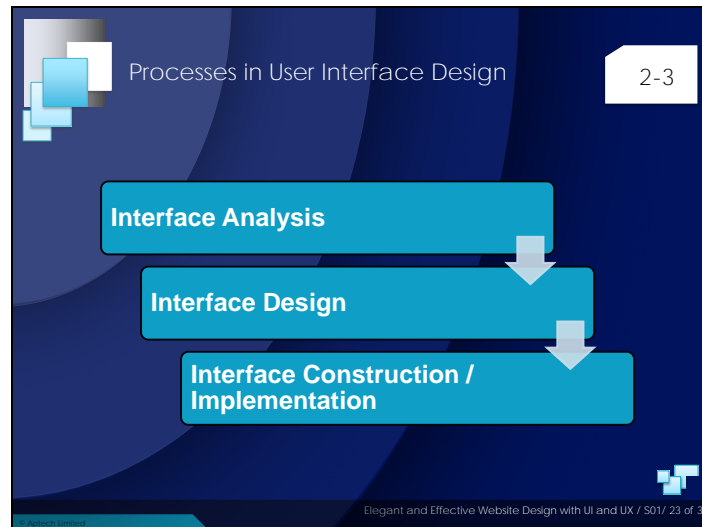 Processes in User Interface Design
2-3
Interface Analysis
Interface Design
Interface Construction /
Implementation
Elegant and Effective Website Design with UI and UX / S01/ 23 of 3
© Aptech Limited